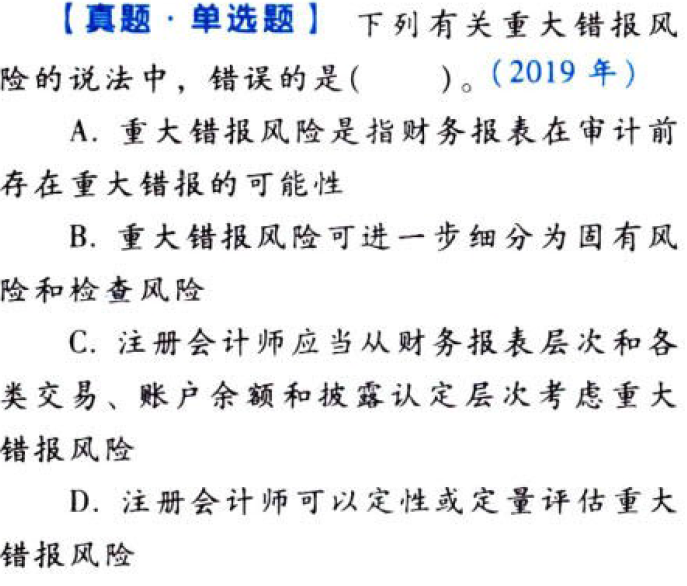 【真题·单选题】 下列有关重大错报风
险的说法中，错误的是(　　)。(2019 年)
A. 重大错报风险是指财务报表在审计前
存在重大错报的可能性
B. 重大错报风险可进一步细分为固有风
险和检查风险
C. 注册会计师应当从财务报表层次和各
类交易、账户余额和披露认定层次考虑重大
错报风险
D. 注册会计师可以定性或定量评估重大
错报风险